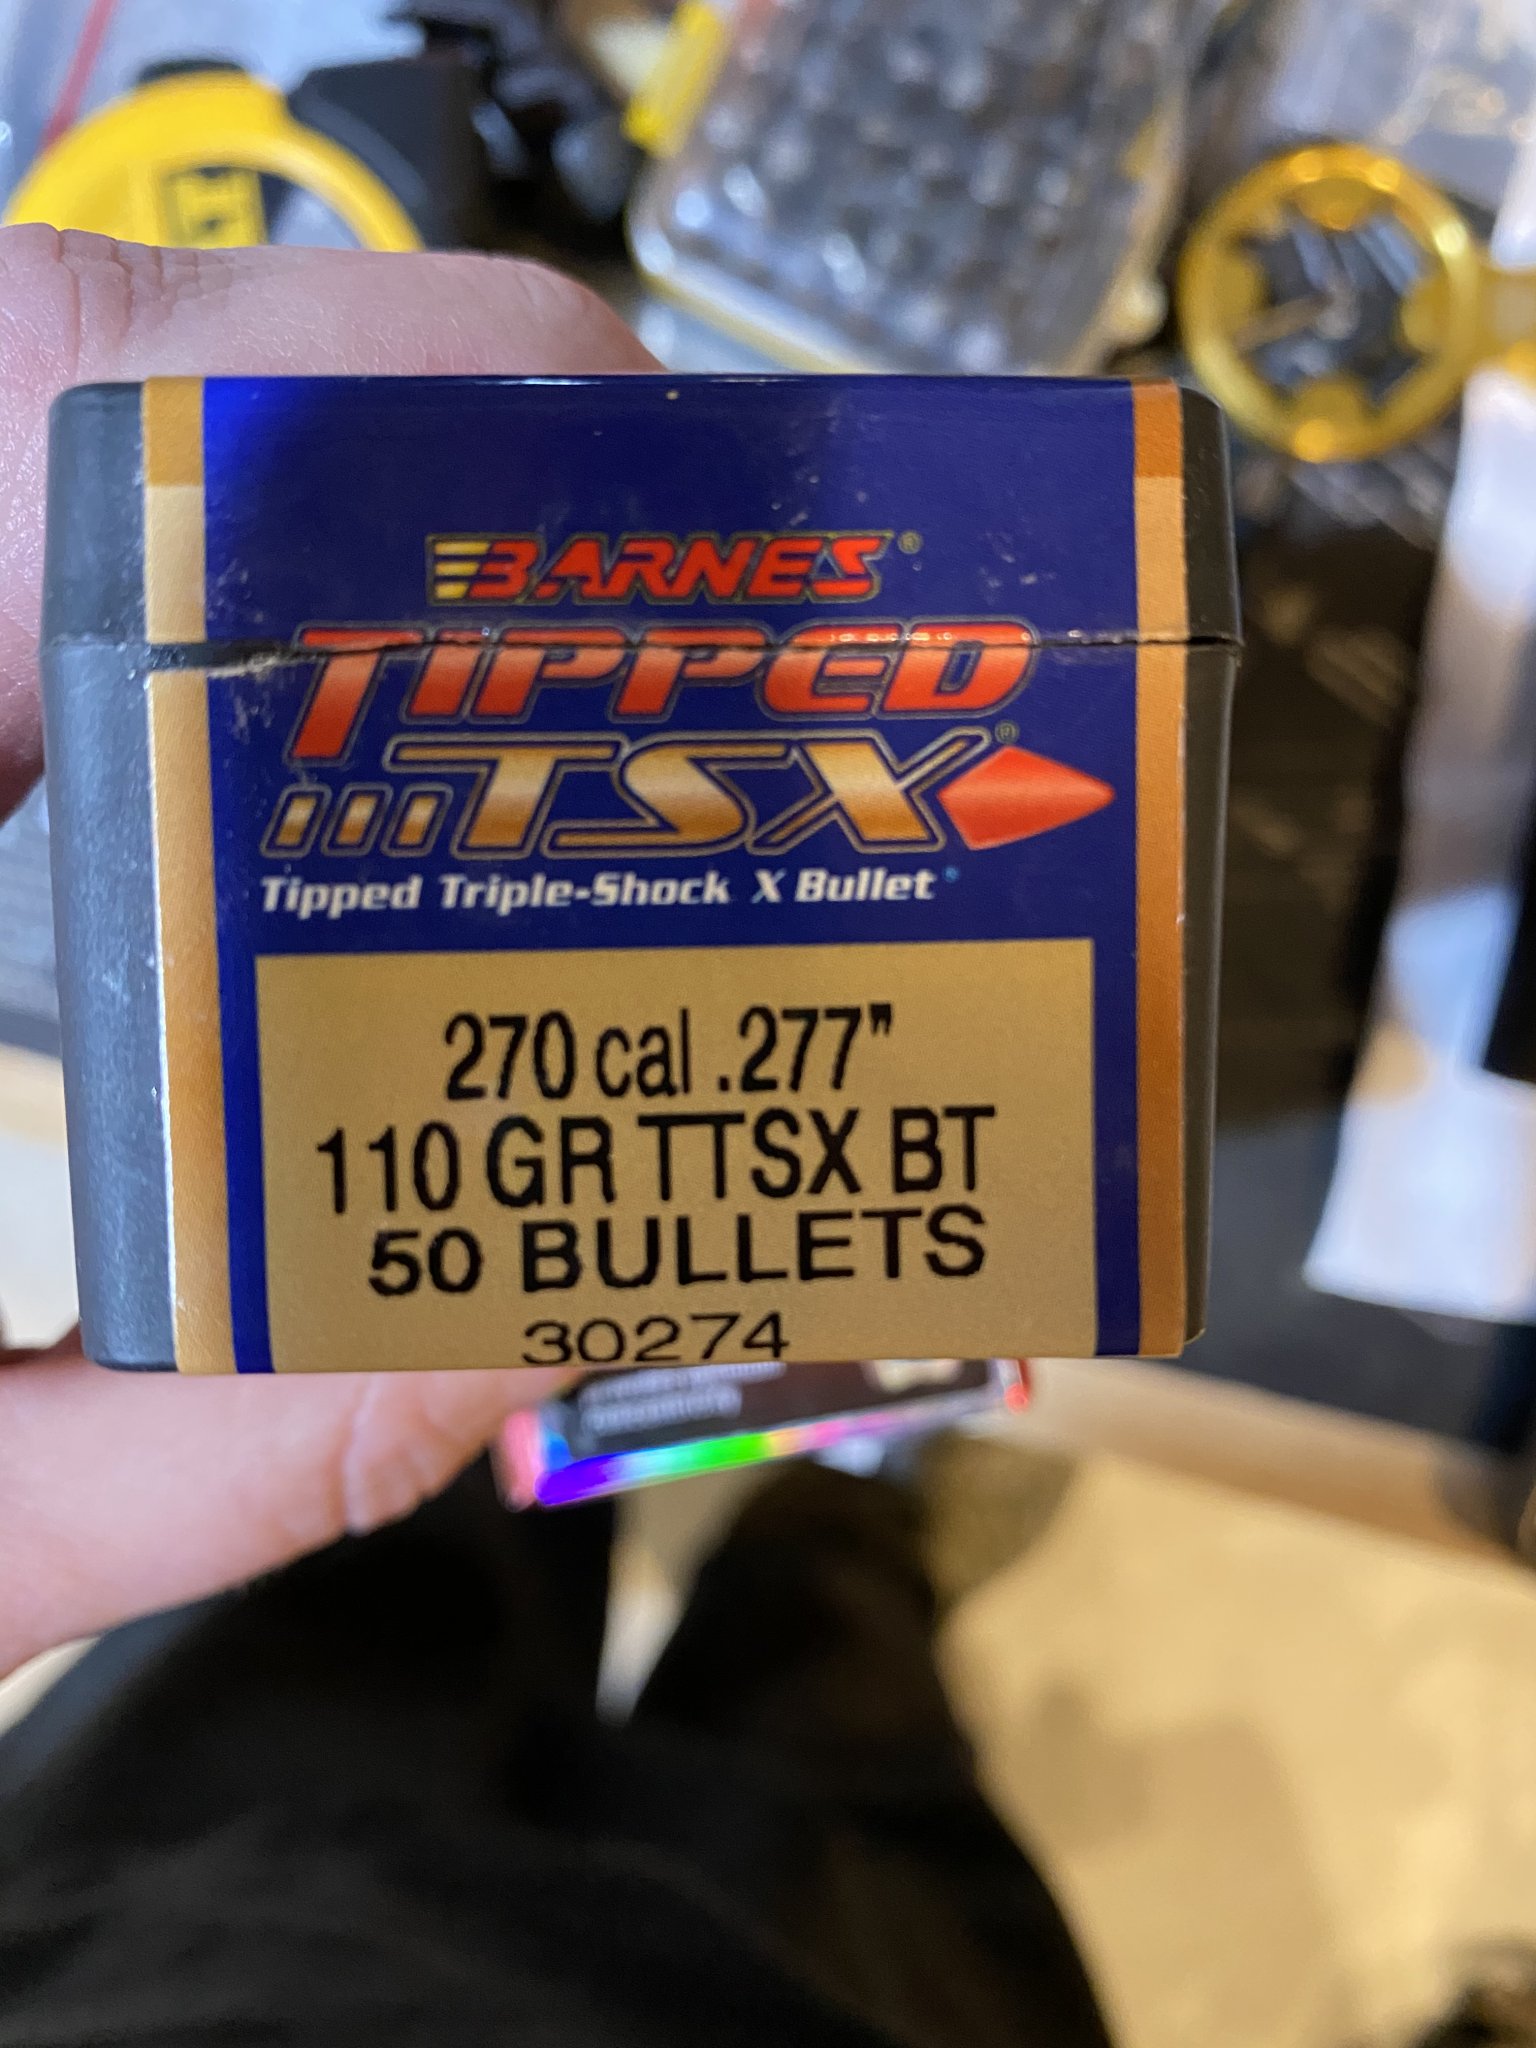 BARNES®
TIPPED
TSX®
Tipped Triple-Shock X Bullet
270 cal .277"
110 GR TTSX BT
50 BULLETS
30274